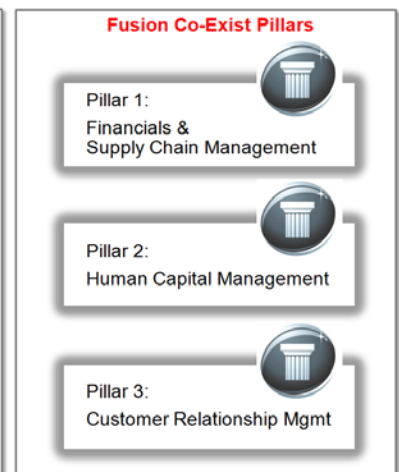 Fusion Co-Exist Pillars
Pillar 1:
Financials &
Supply Chain Management
Pillar 2:
Human Capital Management
Pillar 3:
Customer Relationship Mgmt